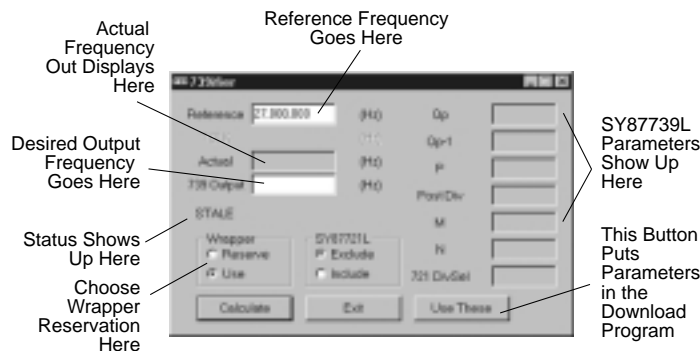 Reference Frequency
Goes Here
Actual
Frequency
Out Displays
Here
Desired Output
Frequency
Goes Here
Status Shows
Up Here
Choose
Wrapper
Reservation
Here
739tler
Reference 27,000,000 (Hz)
(Hz)
Actual (Hz)
739 Output (Hz)
STALE
Wrapper
Reserve
Use
SY87721L
Exclude
Include
Qp
Qp-1
P
PostDiv
M
N
721 DivSel
Calculate
Exit
Use These
SY87739L
Parameters
Show Up
Here
This Button
Puts
Parameters
in the
Download
Program